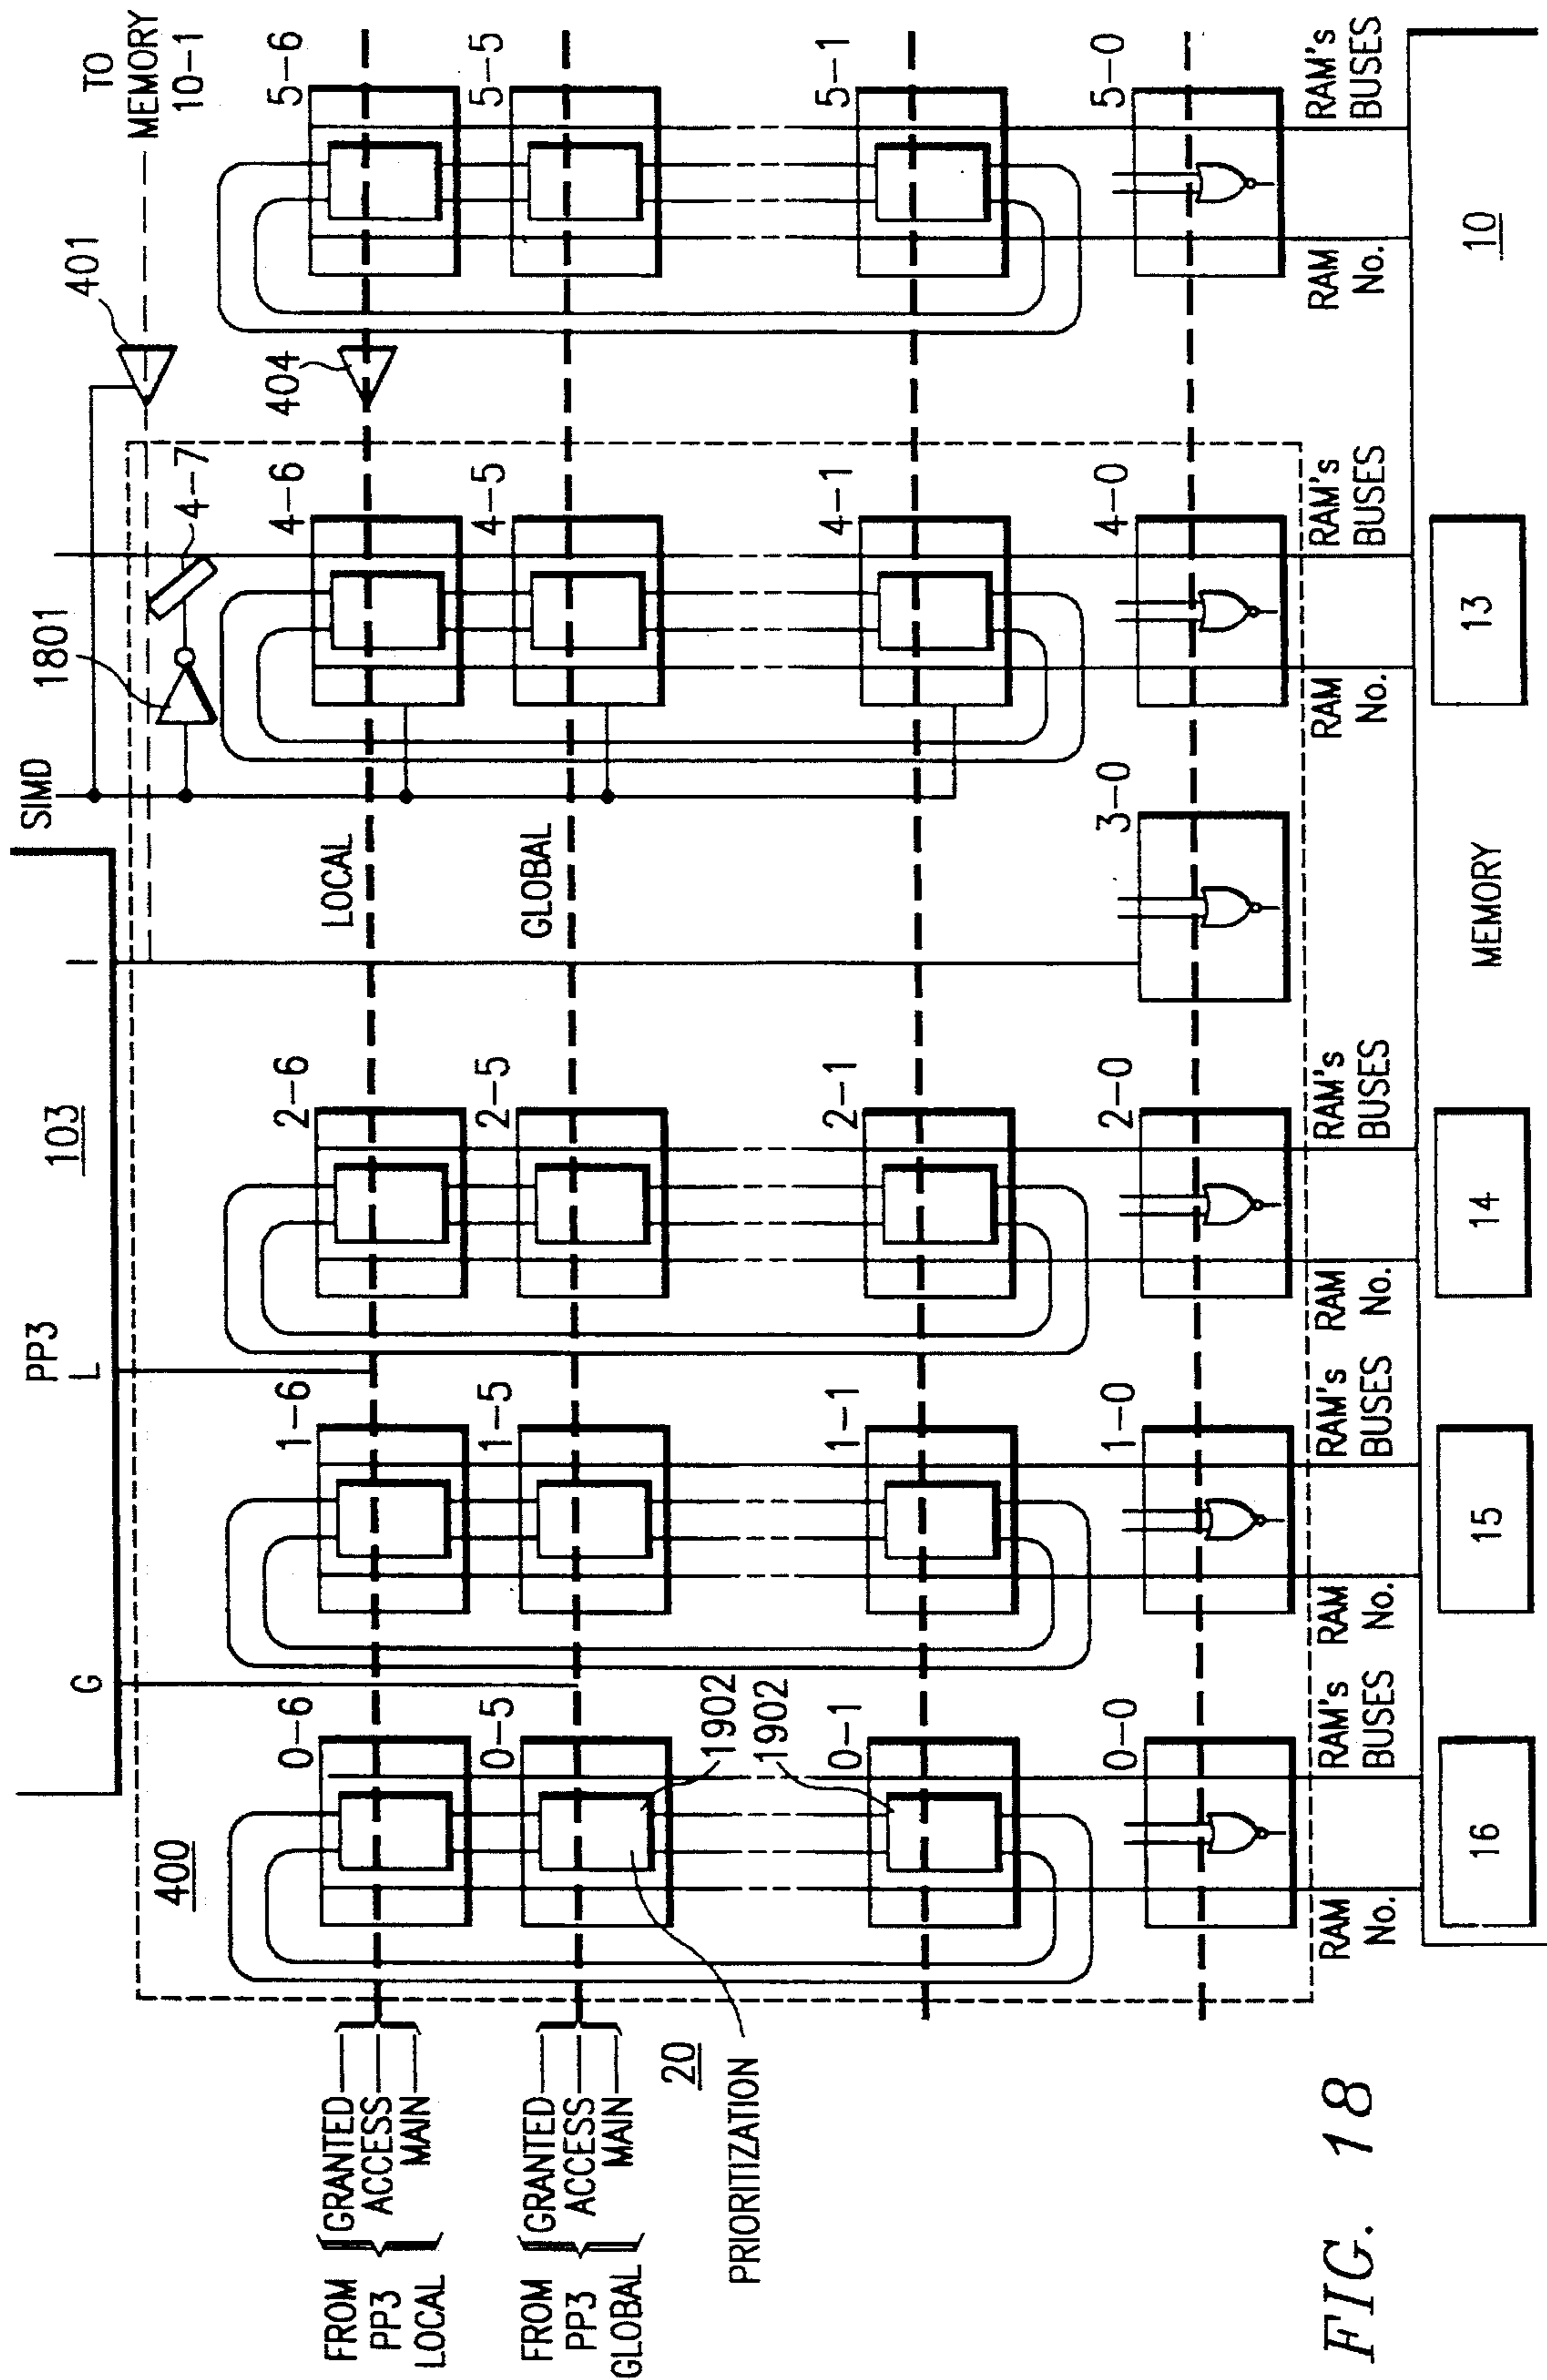 TO
MEMORY
10-1
SIMD
401
1801
4-7
103
PP3
I
L
G
400
404
LOCAL
GLOBAL
0-6
1-6
2-6
4-6
5-6
0-5
1-5
2-5
4-5
5-5
0-1
1-1
2-1
4-1
5-1
0-0
1-0
2-0
3-0
4-0
5-0
1902
1902
FROM
PP3
LOCAL
GRANTED
ACCESS
MAIN
FROM
PP3
GLOBAL
GRANTED
ACCESS
MAIN
20
PRIORITIZATION
RAM
No.
RAM's
BUSES
RAM
No.
RAM's
BUSES
RAM
No.
RAM's
BUSES
RAM
No.
RAM's
BUSES
RAM
No.
RAM's
BUSES
16
15
14
MEMORY
13
10
FIG. 18